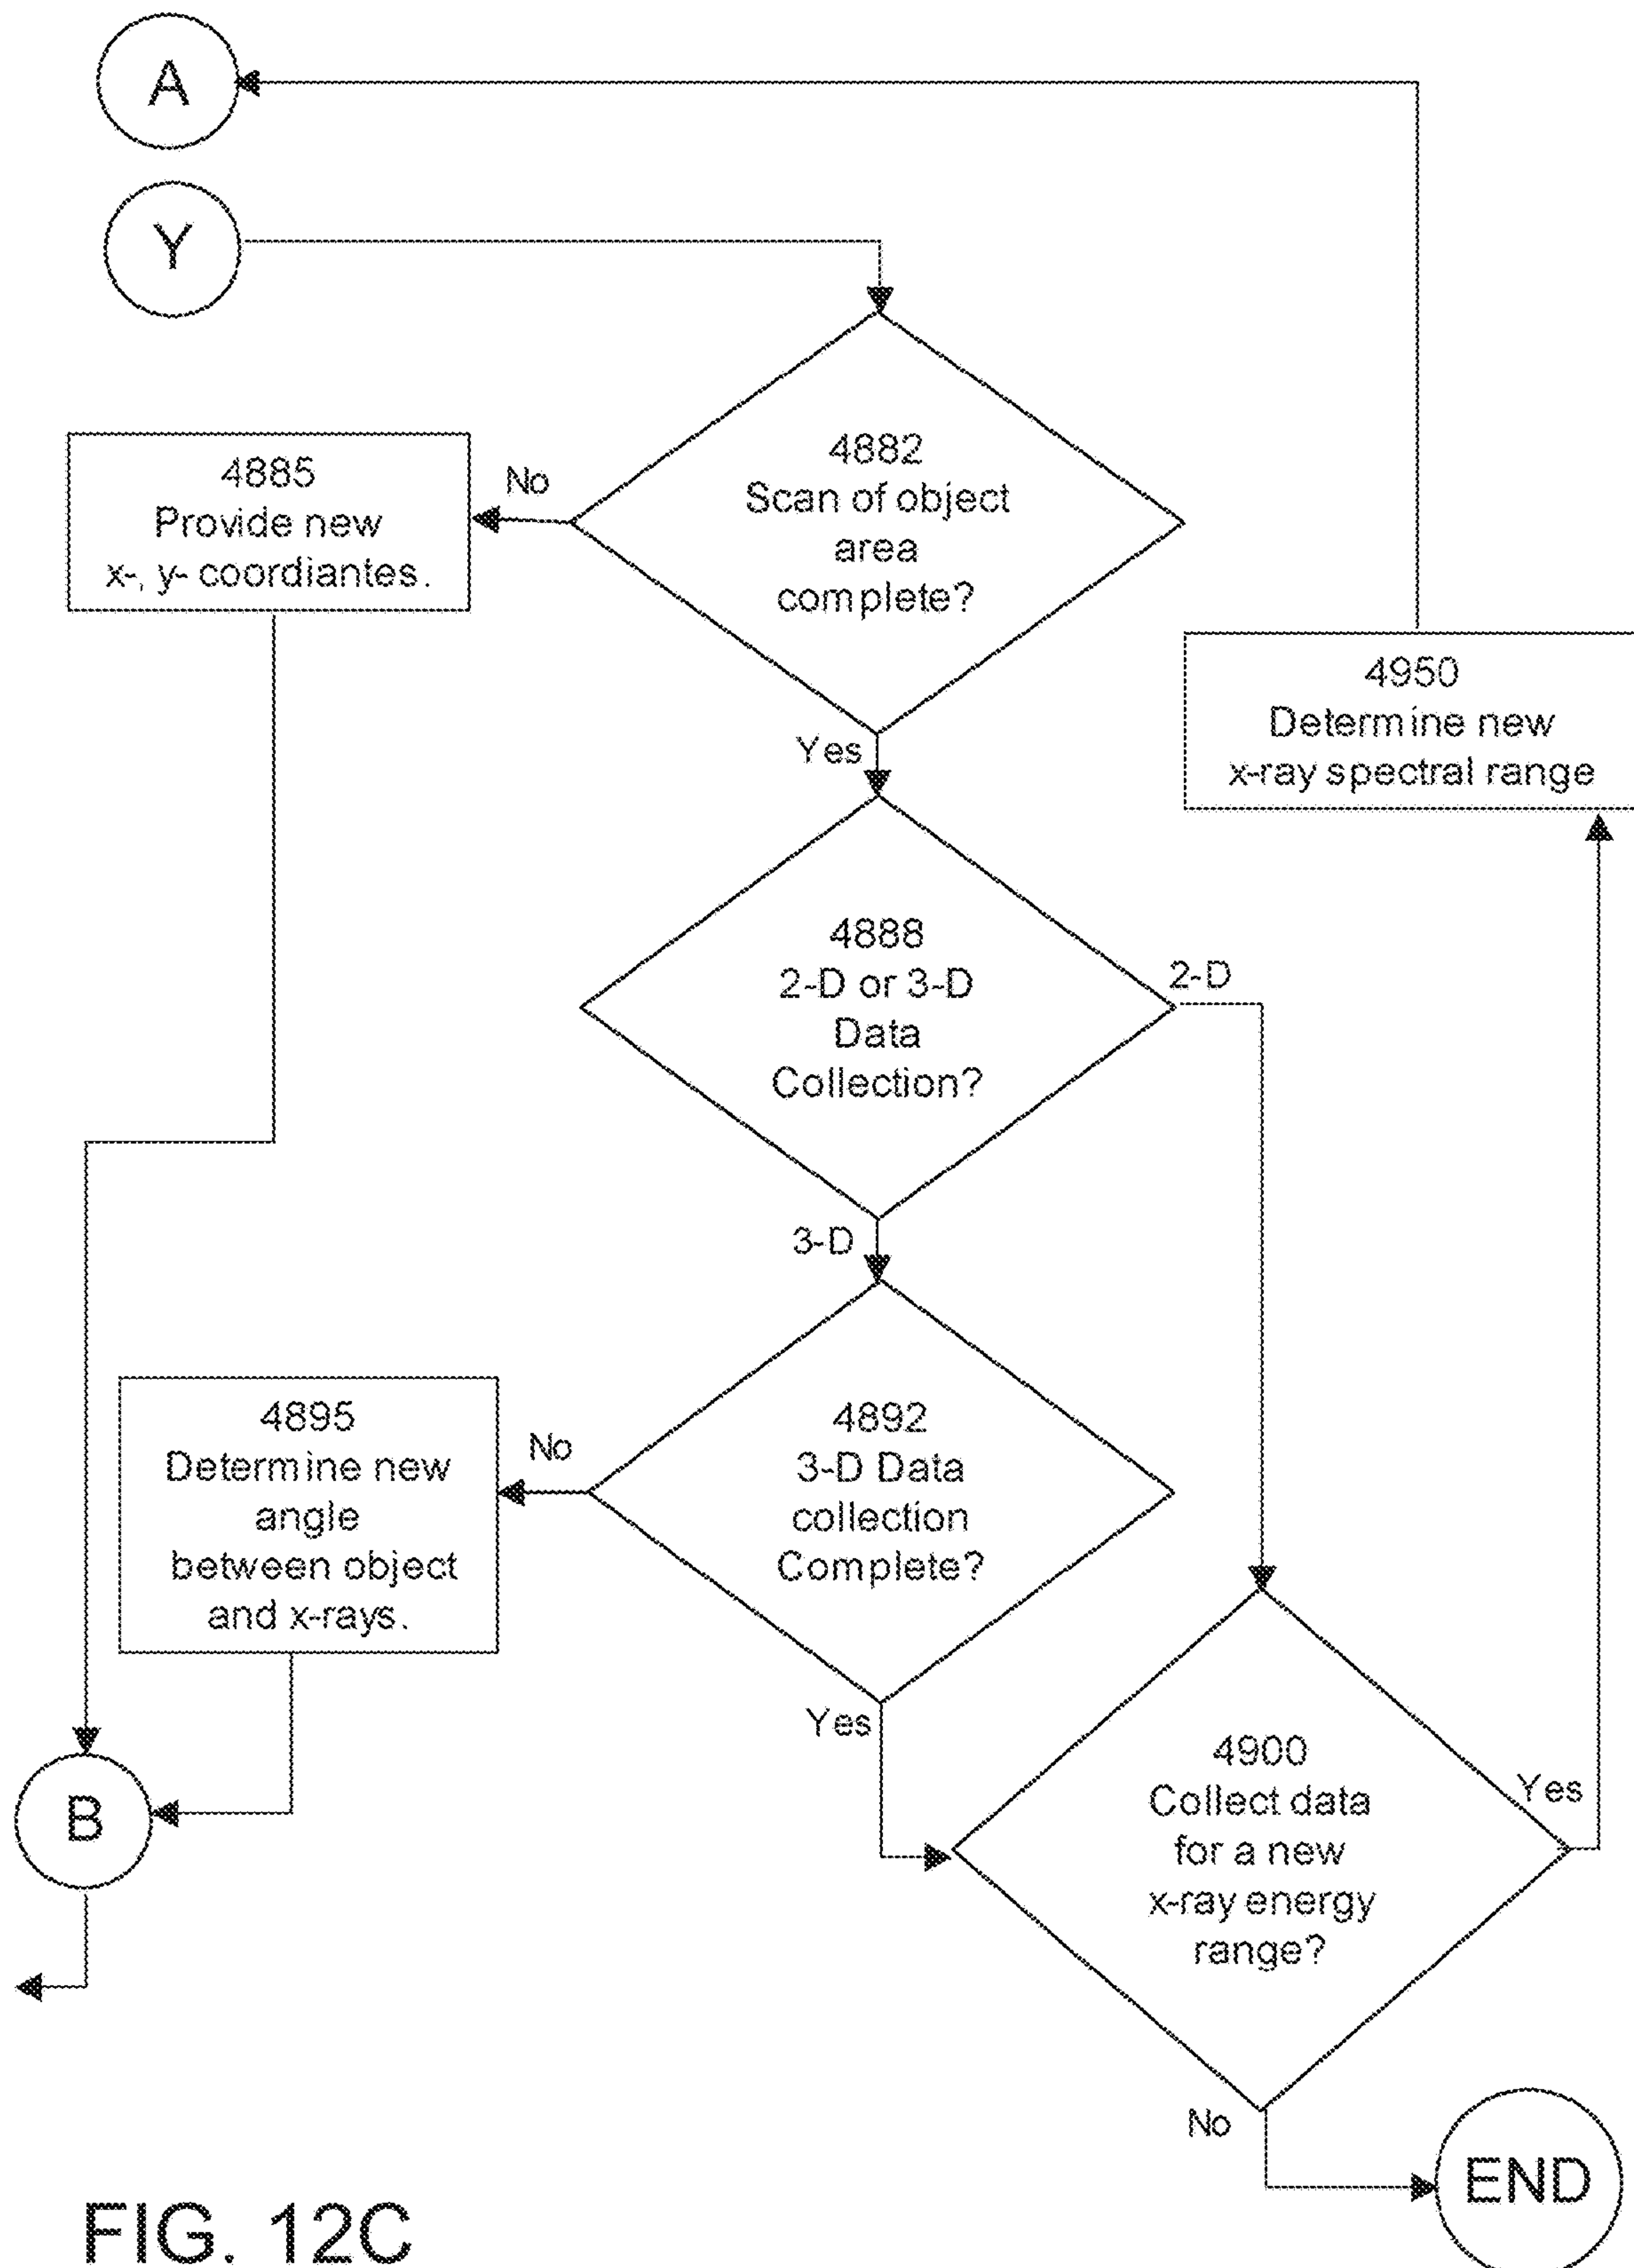 A
Y
4882
Scan of object
area
complete?
No
4885
Provide new
x-, y- coordiantes.
Yes
4950
Determine new
x-ray spectral range
4888
2-D or 3-D
Data
Collection?
2-D
3-D
4892
3-D Data
collection
Complete?
No
4895
Determine new
angle
between object
and x-rays.
Yes
B
4900
Collect data
for a new
x-ray energy
range?
Yes
No
END
FIG. 12C